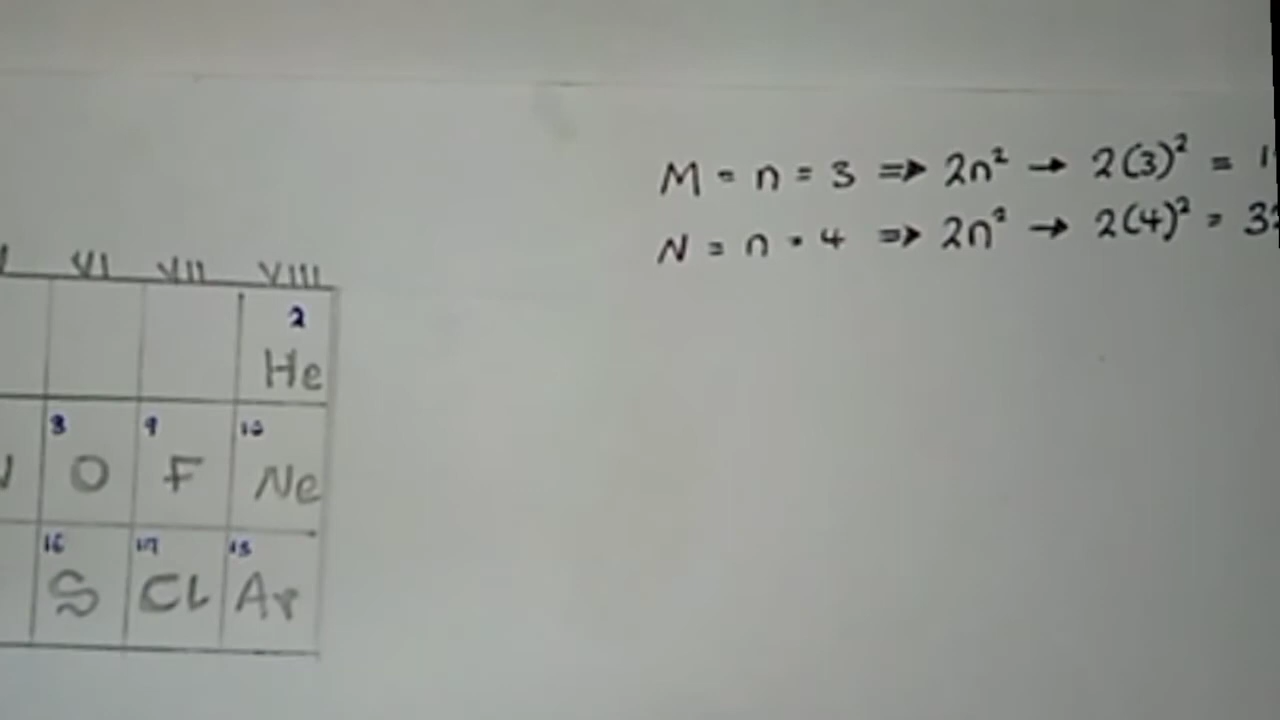 M = n = 3 => 2n² → 2(3)² =
N = n = 4 => 2n² → 2(4)² = 32
VI VII VIII
2
He
8 9 10
O F Ne
16 17 18
S CL Ar